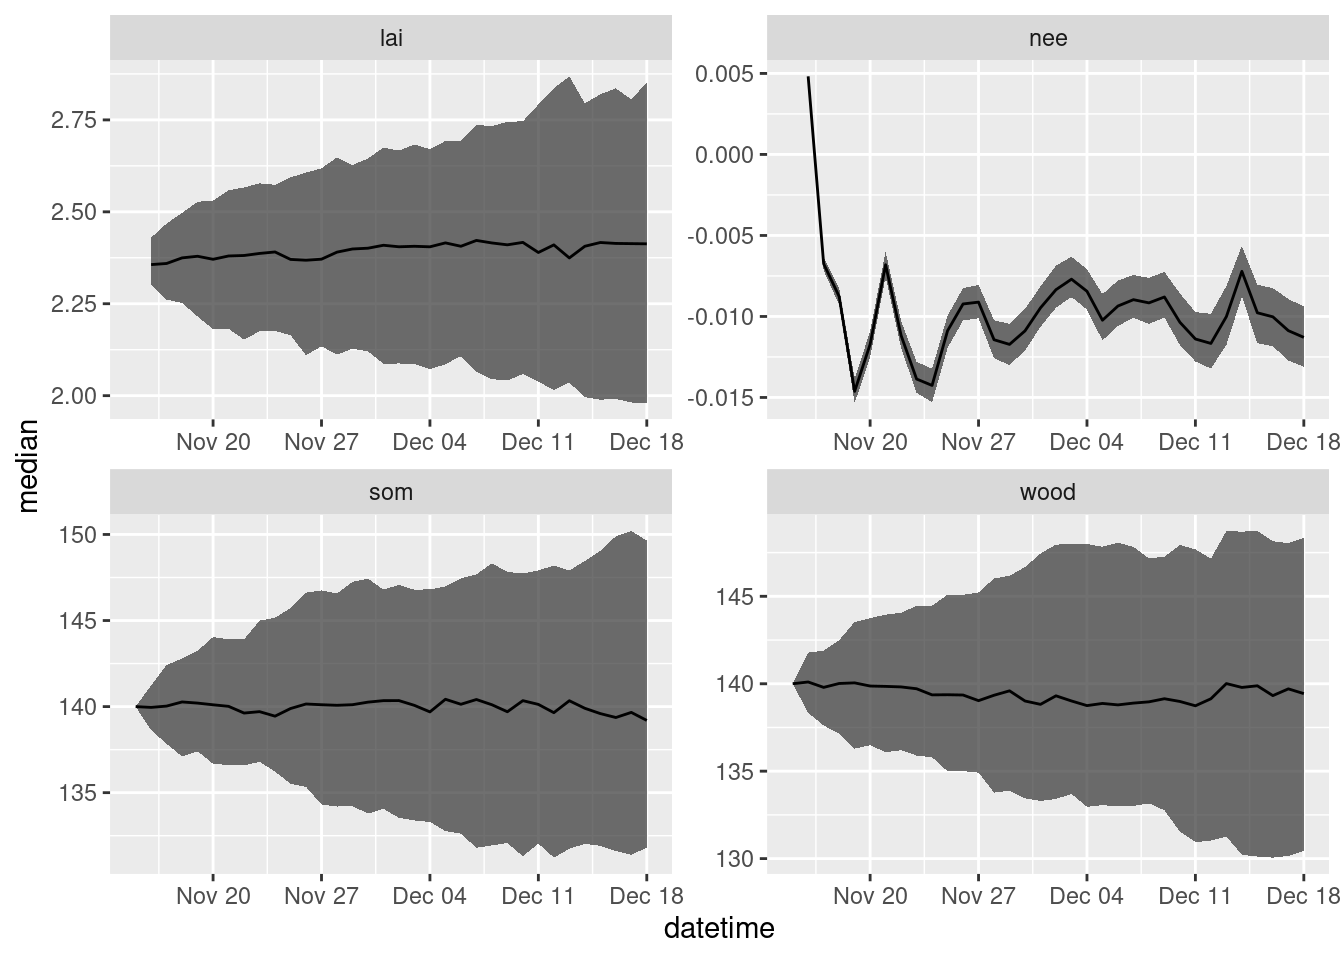 lai
nee
2.75
2.50
2.25
2.00
0.005
0.000
-0.005
-0.010
-0.015
Nov 20 Nov 27 Dec 04 Dec 11 Dec 18
Nov 20 Nov 27 Dec 04 Dec 11 Dec 18
median
som
wood
150
145
140
135
145
140
135
130
Nov 20 Nov 27 Dec 04 Dec 11 Dec 18
Nov 20 Nov 27 Dec 04 Dec 11 Dec 18
datetime